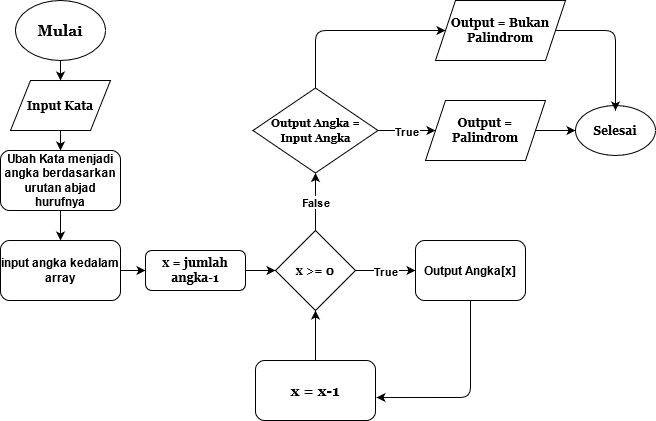 Mulai
Input Kata
Ubah Kata menjadi
angka berdasarkan
urutan abjad
hurufnya
input angka kedalam
array
x = jumlah
angka-1
x >= 0
True
Output Angka[x]
x = x-1
False
Output Angka =
Input Angka
True
Output =
Palindrom
Output = Bukan
Palindrom
Selesai